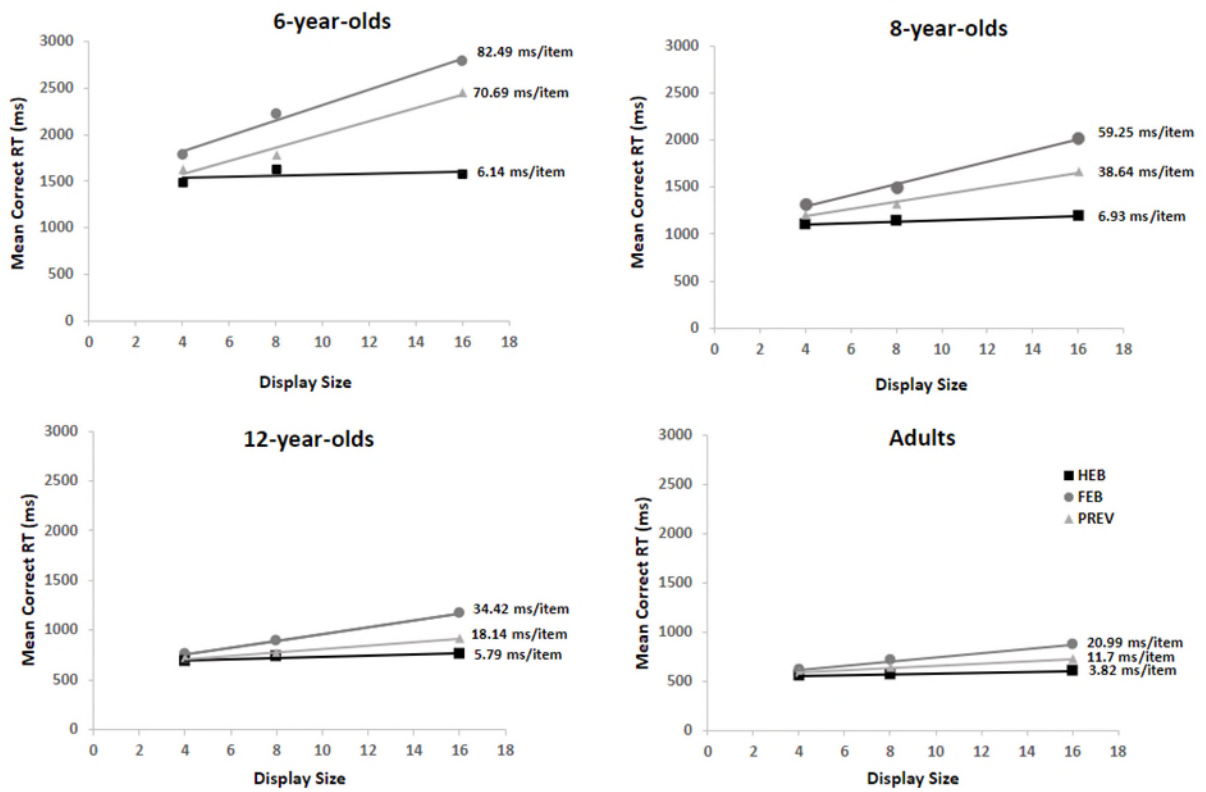 6-year-olds
3000
2500
2000
1500
1000
500
0
Mean Correct RT (ms)
82.49 ms/item
70.69 ms/item
6.14 ms/item
0 2 4 6 8 10 12 14 16 18
Display Size
8-year-olds
3000
2500
2000
1500
1000
500
0
Mean Correct RT (ms)
59.25 ms/item
38.64 ms/item
6.93 ms/item
0 2 4 6 8 10 12 14 16 18
Display Size
12-year-olds
3000
2500
2000
1500
1000
500
0
Mean Correct RT (ms)
34.42 ms/item
18.14 ms/item
5.79 ms/item
0 2 4 6 8 10 12 14 16 18
Display Size
Adults
3000
2500
2000
1500
1000
500
0
Mean Correct RT (ms)
HEB
FEB
PREV
20.99 ms/item
11.7 ms/item
3.82 ms/item
0 2 4 6 8 10 12 14 16 18
Display Size